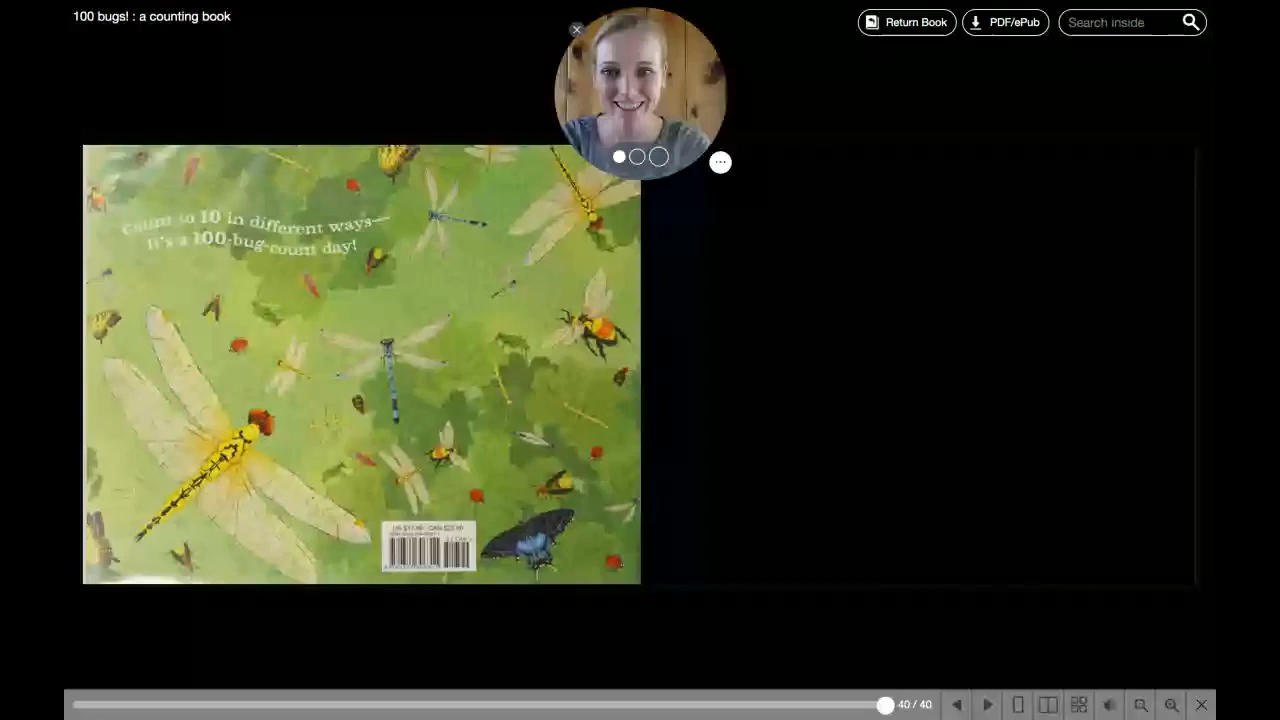 100 bugs! : a counting book
Return Book
PDF/ePub
Search inside
Count to 10 in different ways—
It's a 100-bug-count day!
40 / 40